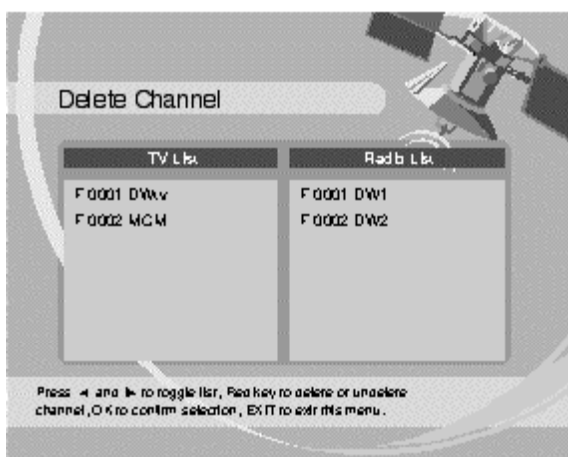 Delete Channel
TV List
Radio List
F 0001 DWtv
F 0002 MCM
F 0001 DW1
F 0002 DW2
Press ◄ and ► to toggle list, Red key to delete or undelete
channel, OK to confirm selection, EXIT to exit this menu.